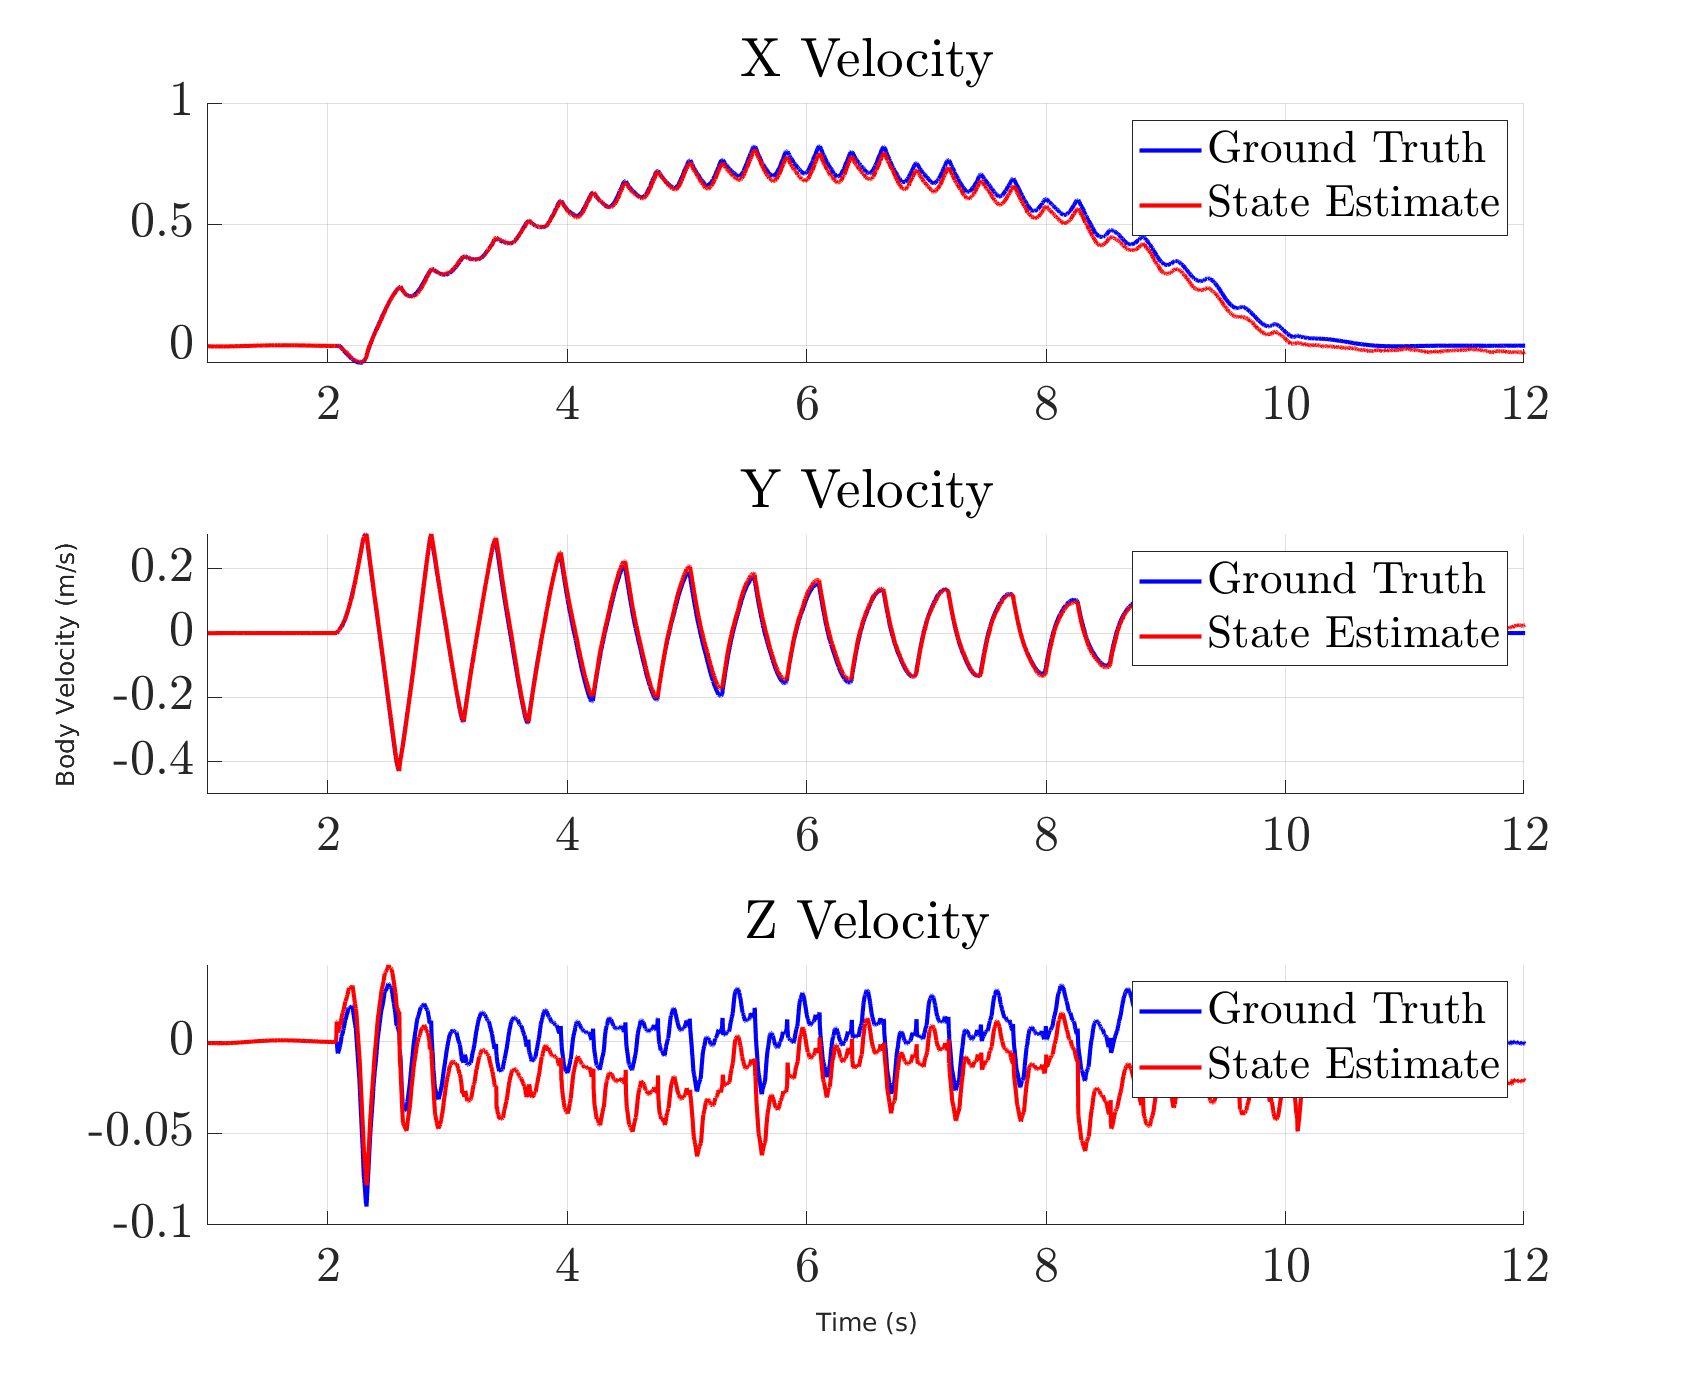 X Velocity
1
0.5
0
Ground Truth
State Estimate
2 4 6 8 10 12
Y Velocity
Body Velocity (m/s)
0.2
0
-0.2
-0.4
Ground Truth
State Estimate
2 4 6 8 10 12
Z Velocity
0
-0.05
-0.1
Ground Truth
State Estimate
2 4 6 8 10 12
Time (s)